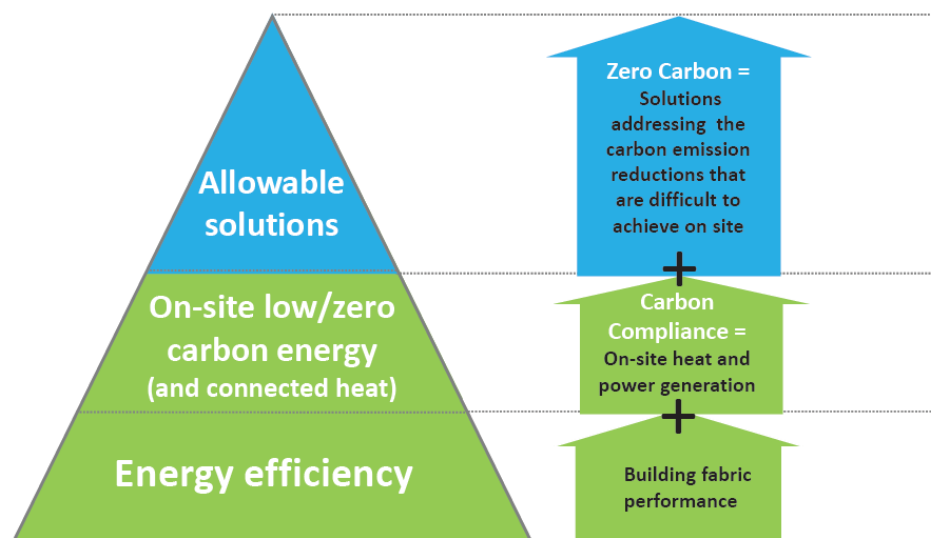 Allowable
solutions
On-site low/zero
carbon energy
(and connected heat)
Energy efficiency
Zero Carbon =
Solutions
addressing the
carbon emission
reductions that
are difficult to
achieve on site
+
Carbon
Compliance =
On-site heat and
power generation
+
Building fabric
performance